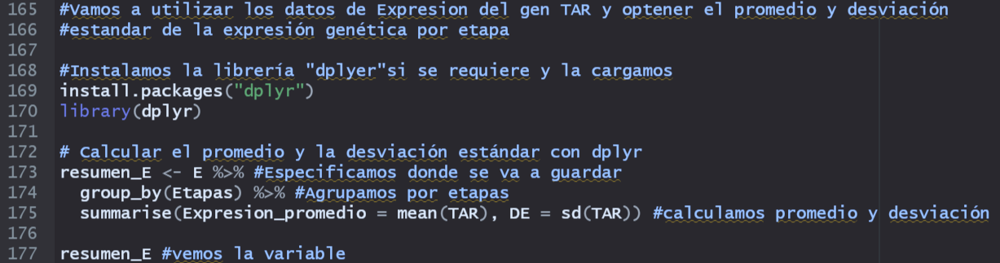 165 #Vamos a utilizar los datos de Expresion del gen TAR y optener el promedio y desviación
166 #estandar de la expresión genética por etapa
167
168 #Instalamos la librería "dplyer"si se requiere y la cargamos
169 install.packages("dplyr")
170 library(dplyr)
171
172 # Calcular el promedio y la desviación estándar con dplyr
173 resumen_E <- E %>% #Especificamos donde se va a guardar
174   group_by(Etapas) %>% #Agrupamos por etapas
175   summarise(Expresion_promedio = mean(TAR), DE = sd(TAR)) #calculamos promedio y desviación
176
177 resumen_E #vemos la variable